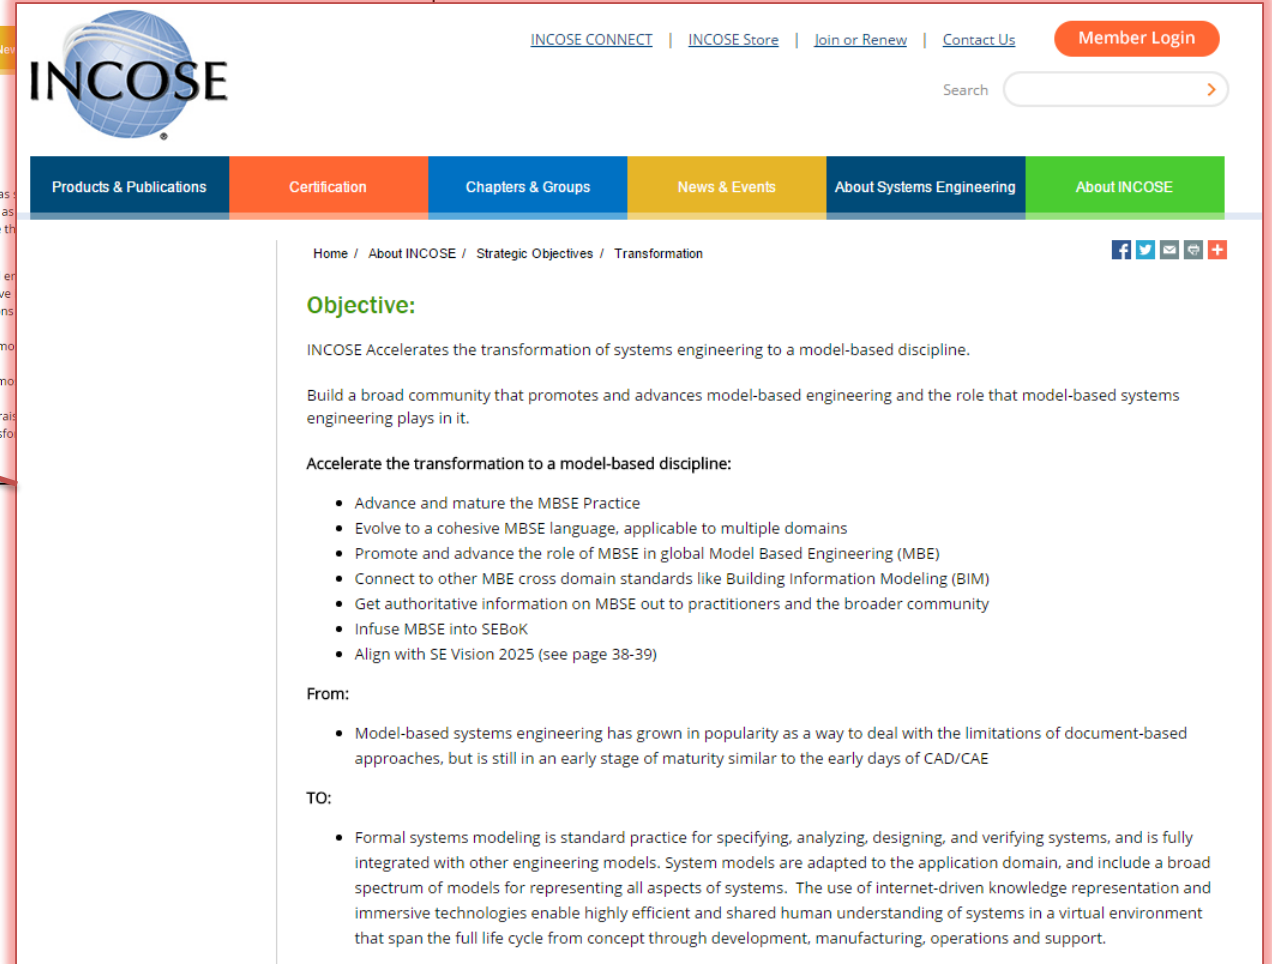 INCOSE
®
INCOSE CONNECT | INCOSE Store | Join or Renew | Contact Us
Member Login
Search
Products & Publications
Certification
Chapters & Groups
News & Events
About Systems Engineering
About INCOSE
Home / About INCOSE / Strategic Objectives / Transformation
Objective:
INCOSE Accelerates the transformation of systems engineering to a model-based discipline.
Build a broad community that promotes and advances model-based engineering and the role that model-based systems
engineering plays in it.
Accelerate the transformation to a model-based discipline:
• Advance and mature the MBSE Practice
• Evolve to a cohesive MBSE language, applicable to multiple domains
• Promote and advance the role of MBSE in global Model Based Engineering (MBE)
• Connect to other MBE cross domain standards like Building Information Modeling (BIM)
• Get authoritative information on MBSE out to practitioners and the broader community
• Infuse MBSE into SEBoK
• Align with SE Vision 2025 (see page 38-39)
From:
• Model-based systems engineering has grown in popularity as a way to deal with the limitations of document-based
approaches, but is still in an early stage of maturity similar to the early days of CAD/CAE
TO:
• Formal systems modeling is standard practice for specifying, analyzing, designing, and verifying systems, and is fully
integrated with other engineering models. System models are adapted to the application domain, and include a broad
spectrum of models for representing all aspects of systems. The use of internet-driven knowledge representation and
immersive technologies enable highly efficient and shared human understanding of systems in a virtual environment
that span the full life cycle from concept through development, manufacturing, operations and support.